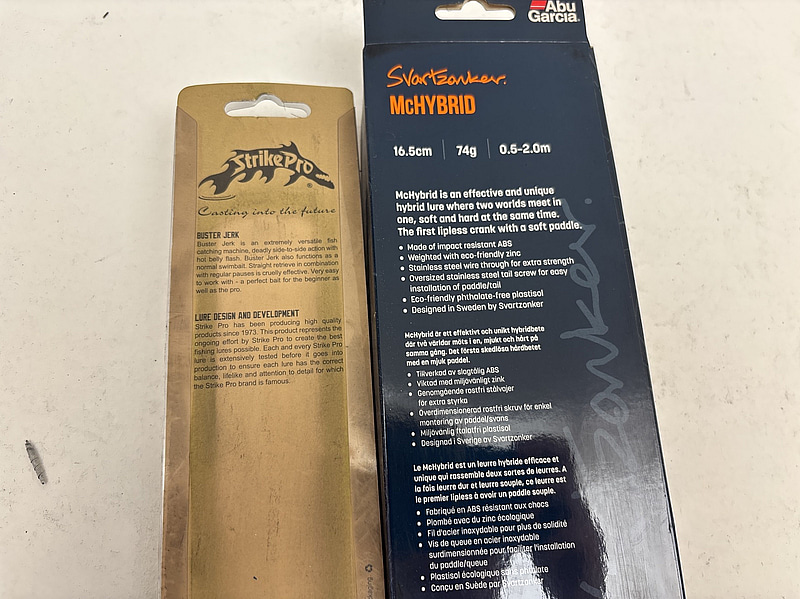 StrikePro
®
Casting into the future
BUSTER JERK
Buster Jerk is an extremely versatile fish
catching machine, deadly side-to-side action with
hot belly flash. Buster Jerk also functions as a
normal swimbait. Straight retrieve in combination
with regular pauses is cruelly effective. Very easy
to work with - a perfect bait for the beginner as
well as the pro.
LURE DESIGN AND DEVELOPMENT
Strike Pro has been producing high quality
products since 1973. This product represents the
ongoing effort by Strike Pro to create the best
fishing lures possible. Each and every Strike Pro
lure is extensively tested before it goes into
production to ensure each lure has the correct
balance, lifelike and attention to detail for which
the Strike Pro brand is famous.
Abu
Garcia
Svartzonker.
McHYBRID
16.5cm | 74g | 0.5-2.0m
McHybrid is an effective and unique
hybrid lure where two worlds meet in
one, soft and hard at the same time.
The first lipless crank with a soft paddle.
• Made of impact resistant ABS
• Weighted with eco-friendly zinc
• Stainless steel wire through for extra strength
• Oversized stainless steel tail screw for easy
installation of paddle/tail
• Eco-friendly phthalate-free plastisol
• Designed in Sweden by Svartzonker
McHybrid är ett effektivt och unikt hybridbete
där två världar möts i en, mjukt och hårt på
samma gång. Det första skedlösa hårdbetet
med en mjuk paddel.
• Tillverkad av slagtålig ABS
• Viktad med miljövänligt zink
• Genomgående rostfri stålvajer
för extra styrka
• Överdimensionerad rostfri skruv för enkel
montering av paddel/svans
• Miljövänlig ftalatfri plastisol
• Designad i Sverige av Svartzonker
Le McHybrid est un leurre hybride efficace et
unique qui rassemble deux sortes de leurres. A
la fois leurre dur et leurre souple, ce leurre est
le premier lipless à avoir un paddle souple.
• Fabriqué en ABS résistant aux chocs
• Plombé avec du zinc écologique
• Fil d'acier inoxydable pour plus de solidité
• Vis de queue en acier inoxydable
surdimensionnée pour faciliter l'installation
du paddle/queue
• Plastisol écologique sans phtalate
• Conçu en Suède par Svartzonker